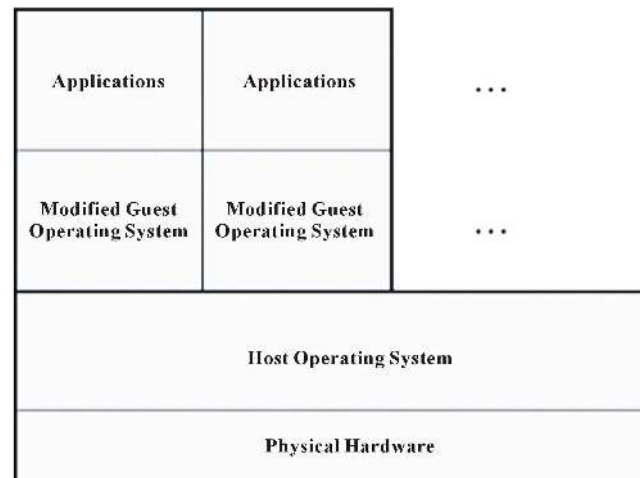 Applications
Applications
...
Modified Guest
Operating System
Modified Guest
Operating System
...
Host Operating System
Physical Hardware